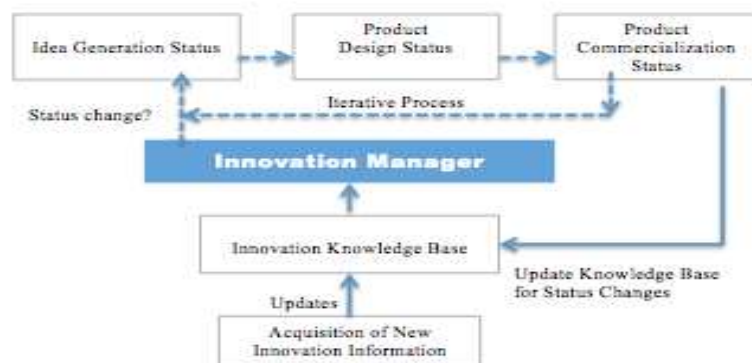 Idea Generation Status
Product
Design Status
Product
Commercialization
Status
Status change?
Iterative Process
Innovation Manager
Innovation Knowledge Base
Update Knowledge Base
for Status Changes
Updates
Acquisition of New
Innovation Information